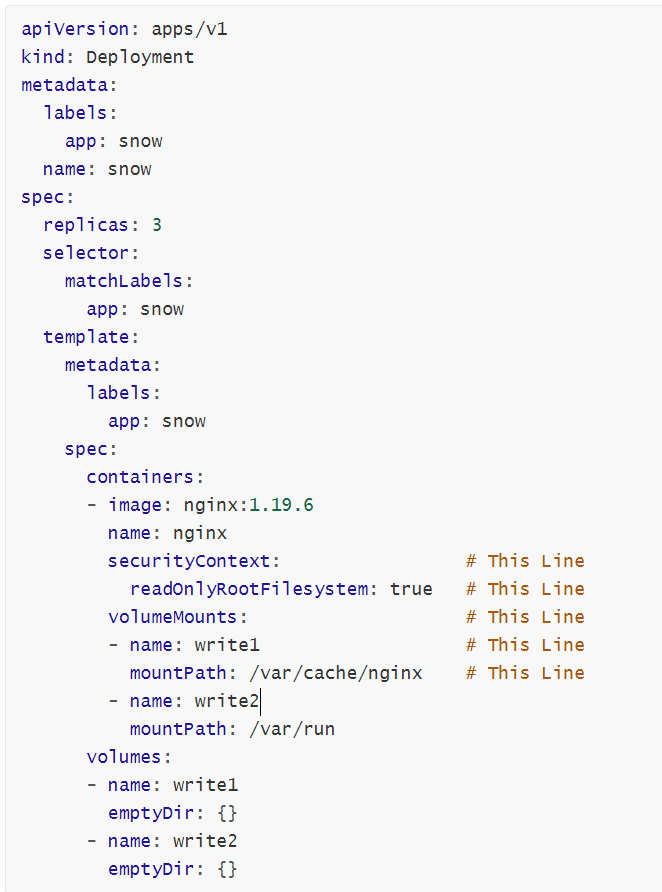 apiVersion: apps/v1
kind: Deployment
metadata:
  labels:
    app: snow
  name: snow
spec:
  replicas: 3
  selector:
    matchLabels:
      app: snow
  template:
    metadata:
      labels:
        app: snow
    spec:
      containers:
      - image: nginx:1.19.6
        name: nginx
        securityContext:                 # This Line
          readOnlyRootFilesystem: true   # This Line
        volumeMounts:                    # This Line
        - name: write1                   # This Line
          mountPath: /var/cache/nginx    # This Line
        - name: write2
          mountPath: /var/run
      volumes:
      - name: write1
        emptyDir: {}
      - name: write2
        emptyDir: {}